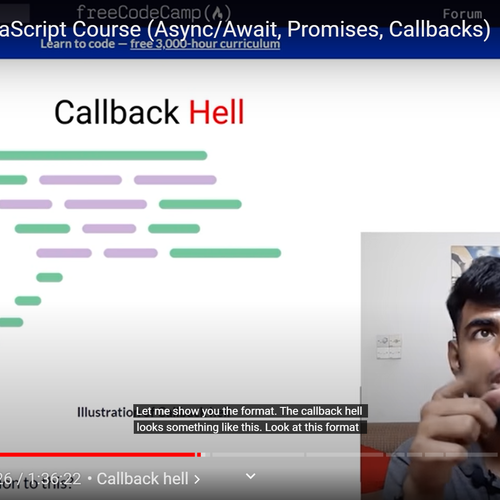 freeCodeCamp(🔥)
Forum
aScript Course (Async/Await, Promises, Callbacks)
Learn to code — free 3,000-hour curriculum
Callback Hell
Illustratio
Let me show you the format. The callback hell
looks something like this. Look at this format
26 / 1:36:22 • Callback hell >
ion to this?